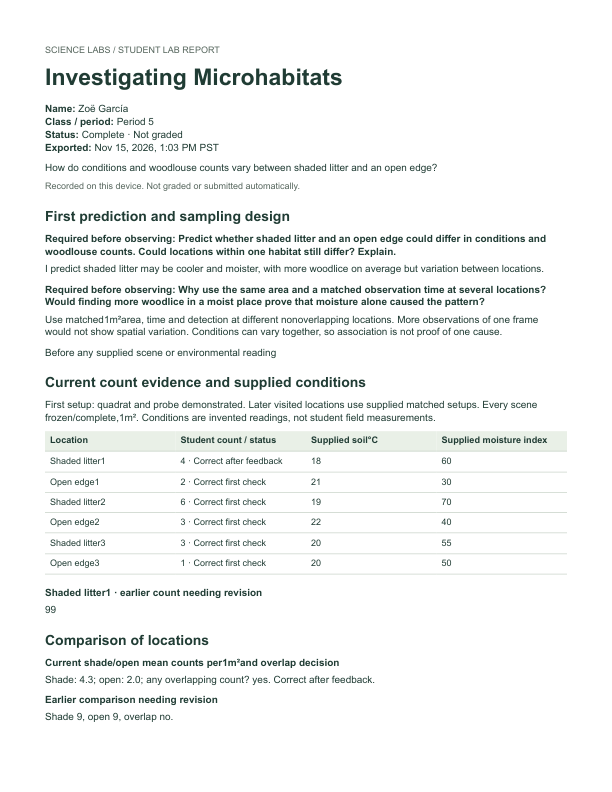 SCIENCE LABS / STUDENT LAB REPORT
Investigating Microhabitats
Name: Zoë García
Class / period: Period 5
Status: Complete · Not graded
Exported: Nov 15, 2026, 1:03 PM PST
How do conditions and woodlouse counts vary between shaded litter and an open edge?
Recorded on this device. Not graded or submitted automatically.
First prediction and sampling design
Required before observing: Predict whether shaded litter and an open edge could differ in conditions and
woodlouse counts. Could locations within one habitat still differ? Explain.
I predict shaded litter may be cooler and moister, with more woodlice on average but variation between locations.
Required before observing: Why use the same area and a matched observation time at several locations?
Would finding more woodlice in a moist place prove that moisture alone caused the pattern?
Use matched1m²area, time and detection at different nonoverlapping locations. More observations of one frame
would not show spatial variation. Conditions can vary together, so association is not proof of one cause.
Before any supplied scene or environmental reading
Current count evidence and supplied conditions
First setup: quadrat and probe demonstrated. Later visited locations use supplied matched setups. Every scene
frozen/complete,1m². Conditions are invented readings, not student field measurements.
Location Student count / status Supplied soil°C Supplied moisture index
Shaded litter1 4 · Correct after feedback 18 60
Open edge1 2 · Correct first check 21 30
Shaded litter2 6 · Correct first check 19 70
Open edge2 3 · Correct first check 22 40
Shaded litter3 3 · Correct first check 20 55
Open edge3 1 · Correct first check 20 50
Shaded litter1 · earlier count needing revision
99
Comparison of locations
Current shade/open mean counts per1m²and overlap decision
Shade: 4.3; open: 2.0; any overlapping count? yes. Correct after feedback.
Earlier comparison needing revision
Shade 9, open 9, overlap no.